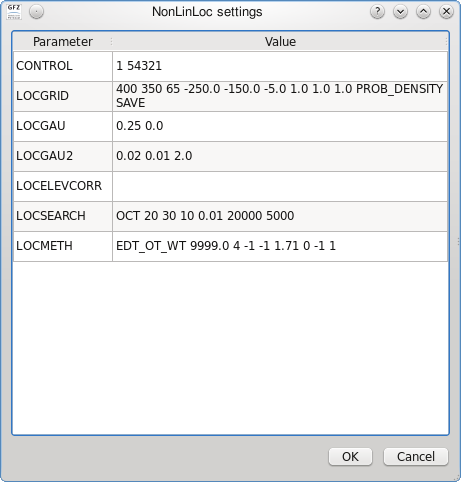 GFZ
NonLinLoc settings
Parameter Value
CONTROL 1 54321
LOCGRID 400 350 65 -250.0 -150.0 -5.0 1.0 1.0 1.0 PROB_DENSITY
SAVE
LOCGAU 0.25 0.0
LOCGAU2 0.02 0.01 2.0
LOCELEVCORR
LOCSEARCH OCT 20 30 10 0.01 20000 5000
LOCMETH EDT_OT_WT 9999.0 4 -1 -1 1.71 0 -1 1
OK Cancel